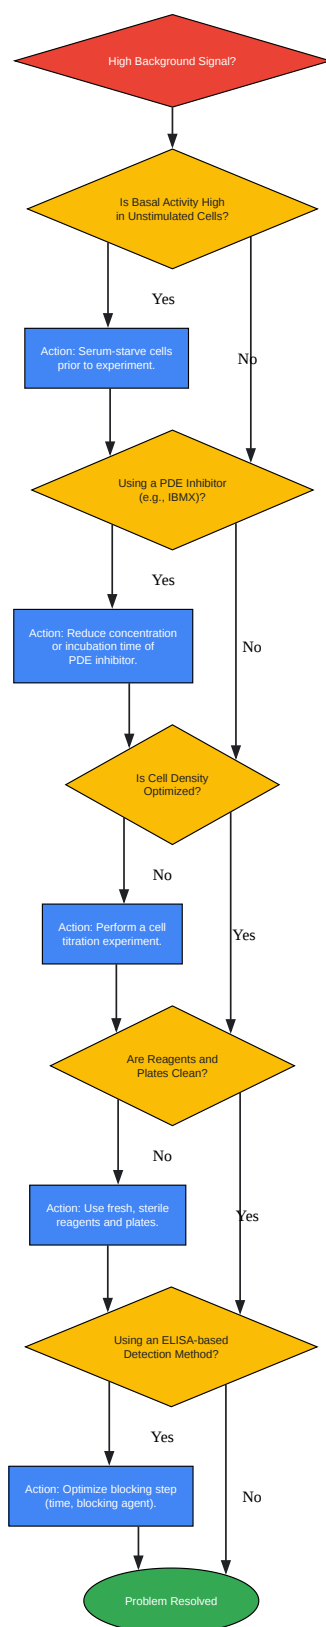 High Background Signal?
Is Basal Activity High
in Unstimulated Cells?
Yes
Action: Serum-starve cells
prior to experiment.
No
Using a PDE Inhibitor
(e.g., IBMX)?
Yes
Action: Reduce concentration
or incubation time of
PDE inhibitor.
No
Is Cell Density
Optimized?
No
Action: Perform a cell
titration experiment.
Yes
Are Reagents and
Plates Clean?
No
Action: Use fresh, sterile
reagents and plates.
Yes
Using an ELISA-based
Detection Method?
Yes
Action: Optimize blocking step
(time, blocking agent).
No
Problem Resolved